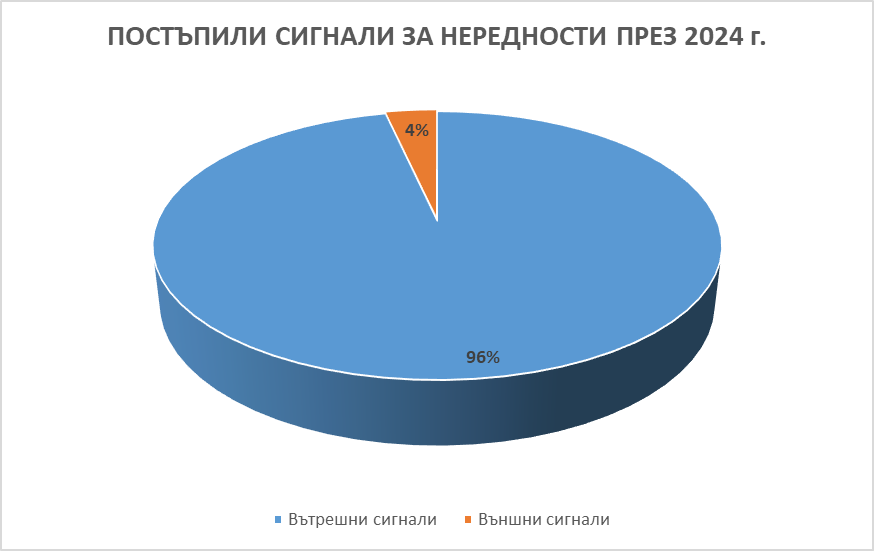 ПОСТЪПИЛИ СИГНАЛИ ЗА НЕРЕДНОСТИ ПРЕЗ 2024 г.
4%
96%
Вътрешни сигнали
Външни сигнали